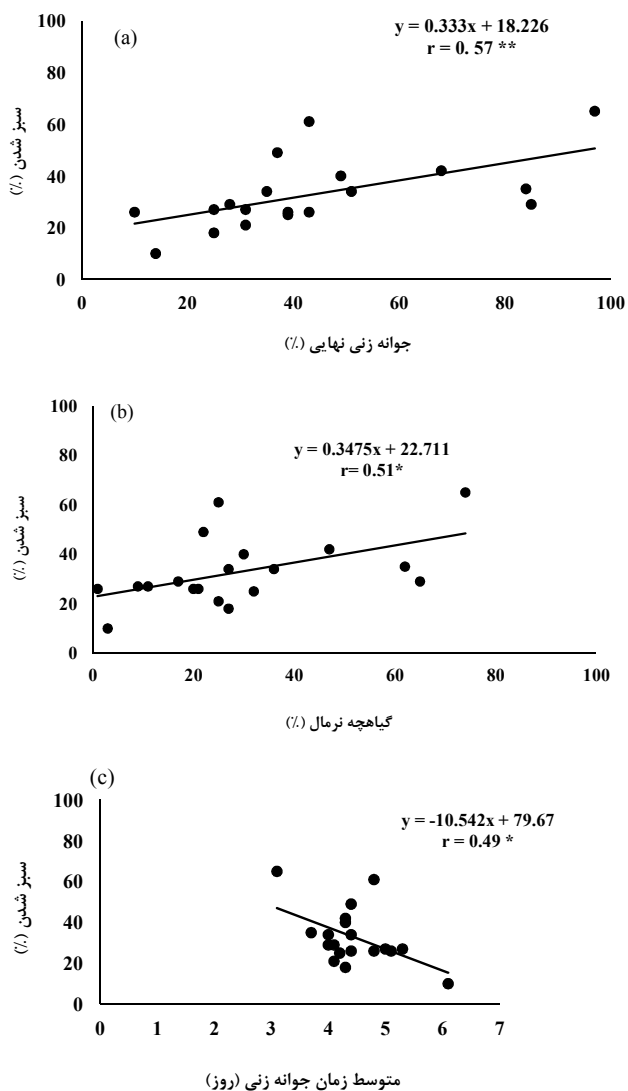 (a)
y = 0.333x + 18.226
r = 0. 57 **
100
80
60
40
20
0
سبز شدن (٪)
0 20 40 60 80 100
جوانه زنی نهایی (٪)
(b)
y = 0.3475x + 22.711
r= 0.51*
100
80
60
40
20
0
سبز شدن (٪)
0 20 40 60 80 100
گیاهچه نرمال (٪)
(c)
y = -10.542x + 79.67
r = 0.49 *
100
80
60
40
20
0
سبز شدن (٪)
0 1 2 3 4 5 6 7
متوسط زمان جوانه زنی (روز)